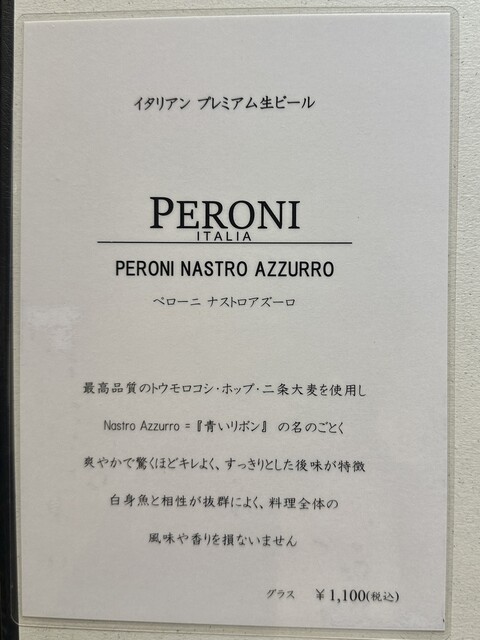 イタリアン プレミアム生ビール
PERONI
ITALIA
PERONI NASTRO AZZURRO
ペローニ ナストロアズーロ
最高品質のトウモロコシ・ホップ・二条大麦を使用し
Nastro Azzurro =『青いリボン』 の名のごとく
爽やかで驚くほどキレよく、すっきりとした後味が特徴
白身魚と相性が抜群によく、料理全体の
風味や香りを損ないません
グラス ￥1,100(税込)